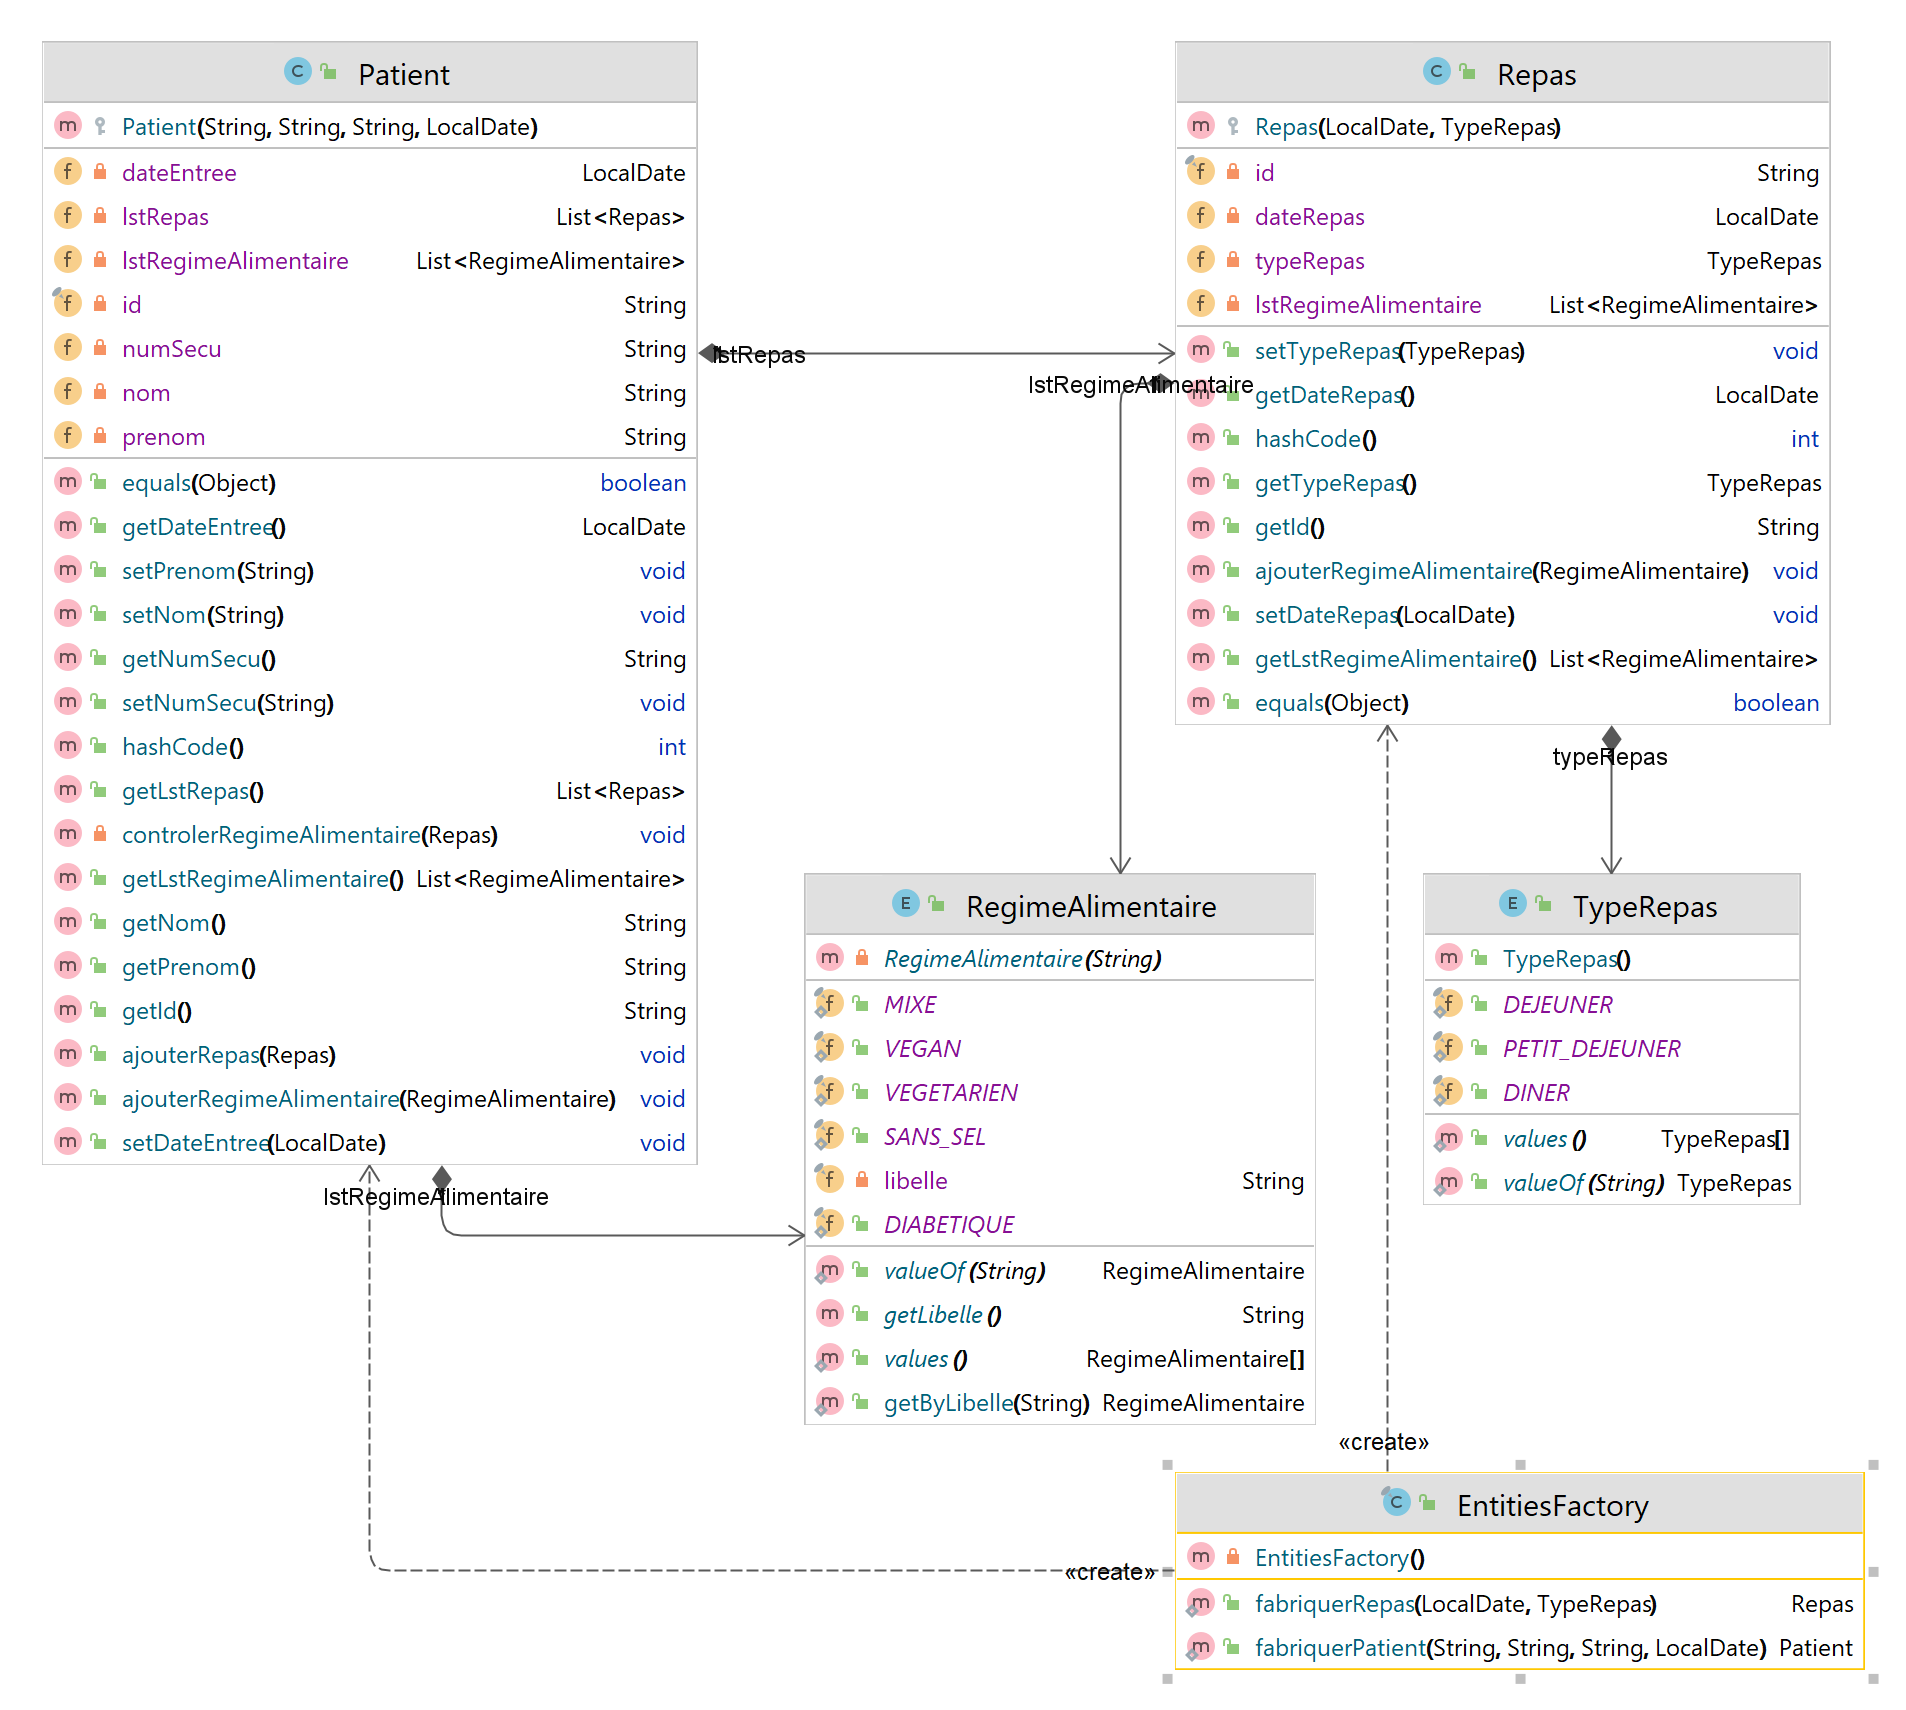 Patient
Patient(String, String, String, LocalDate)
dateEntree LocalDate
lstRepas List<Repas>
lstRegimeAlimentaire List<RegimeAlimentaire>
id String
numSecu String
nom String
prenom String
equals(Object) boolean
getDateEntree() LocalDate
setPrenom(String) void
setNom(String) void
getNumSecu() String
setNumSecu(String) void
hashCode() int
getLstRepas() List<Repas>
controlerRegimeAlimentaire(Repas) void
getLstRegimeAlimentaire() List<RegimeAlimentaire>
getNom() String
getPrenom() String
getId() String
ajouterRepas(Repas) void
ajouterRegimeAlimentaire(RegimeAlimentaire) void
setDateEntree(LocalDate) void
lstRepas
lstRegimeAlimentaire
Repas
Repas(LocalDate, TypeRepas)
id String
dateRepas LocalDate
typeRepas TypeRepas
lstRegimeAlimentaire List<RegimeAlimentaire>
setTypeRepas(TypeRepas) void
getDateRepas() LocalDate
hashCode() int
getTypeRepas() TypeRepas
getId() String
ajouterRegimeAlimentaire(RegimeAlimentaire) void
setDateRepas(LocalDate) void
getLstRegimeAlimentaire() List<RegimeAlimentaire>
equals(Object) boolean
typeRepas
lstRegimeAlimentaire
RegimeAlimentaire
RegimeAlimentaire(String)
MIXE
VEGAN
VEGETARIEN
SANS_SEL
libelle String
DIABETIQUE
valueOf(String) RegimeAlimentaire
getLibelle() String
values() RegimeAlimentaire[]
getByLibelle(String) RegimeAlimentaire
TypeRepas
TypeRepas()
DEJEUNER
PETIT_DEJEUNER
DINER
values() TypeRepas[]
valueOf(String) TypeRepas
«create»
«create»
EntitiesFactory
EntitiesFactory()
fabriquerRepas(LocalDate, TypeRepas) Repas
fabriquerPatient(String, String, String, LocalDate) Patient